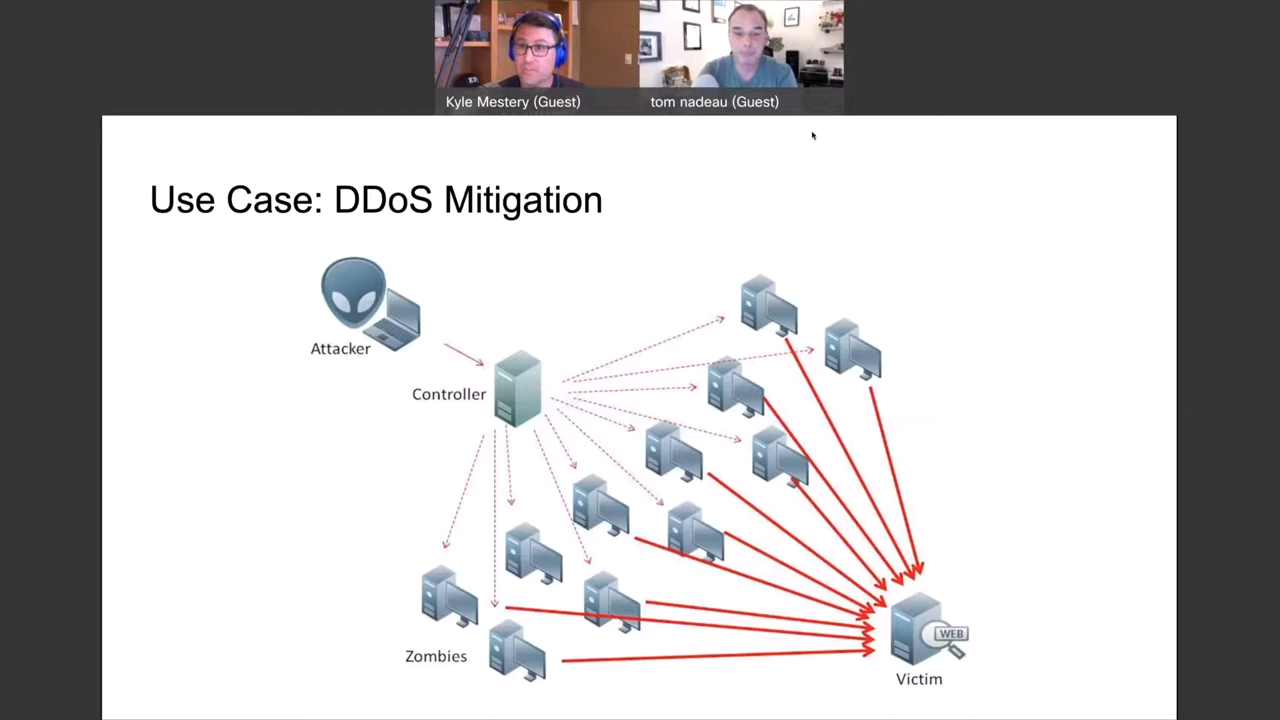 Kyle Mestery (Guest)
tom nadeau (Guest)
Use Case: DDoS Mitigation
Attacker
Controller
WEB
Zombies
Victim